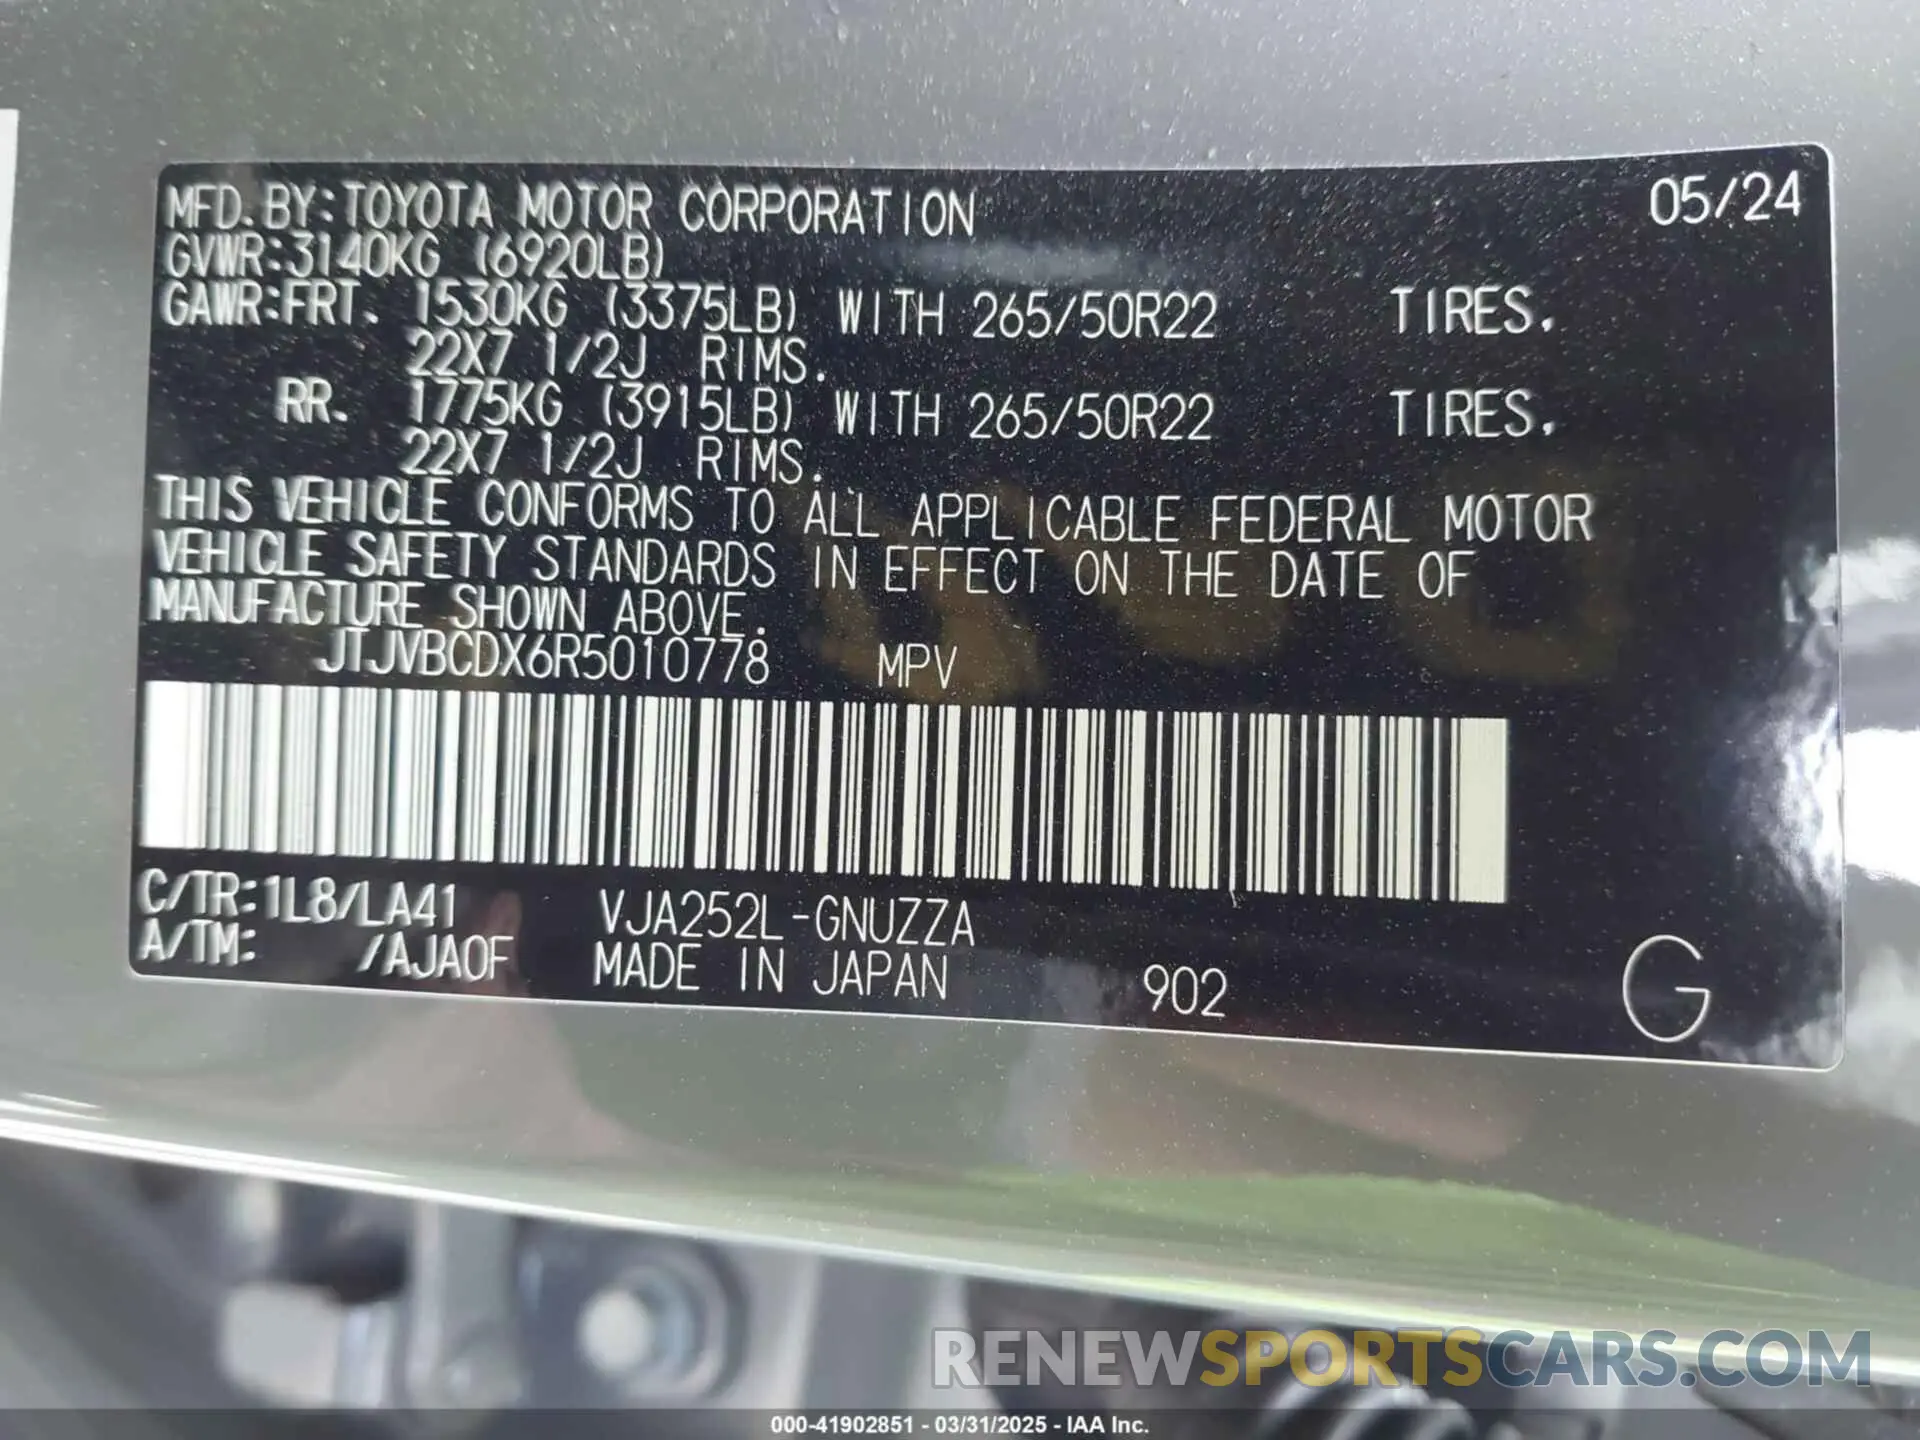 MFD. BY: TOYOTA MOTOR CORPORATION 05/24
GVWR: 3140KG (6920LB)
GAWR: FRT. 1530KG (3375LB) WITH 265/50R22 TIRES.
22X7 1/2J RIMS.
RR. 1775KG (3915LB) WITH 265/50R22 TIRES.
22X7 1/2J RIMS.
THIS VEHICLE CONFORMS TO ALL APPLICABLE FEDERAL MOTOR
VEHICLE SAFETY STANDARDS IN EFFECT ON THE DATE OF
MANUFACTURE SHOWN ABOVE.
JTJVBCDX6R5010778 MPV
C/TR: 1L8/LA41 VJA252L-GNUZZA
A/TM: /AJA0F MADE IN JAPAN 902 G
RENEWSPORTSCARS.COM
000-41902851 - 03/31/2025 - IAA Inc.